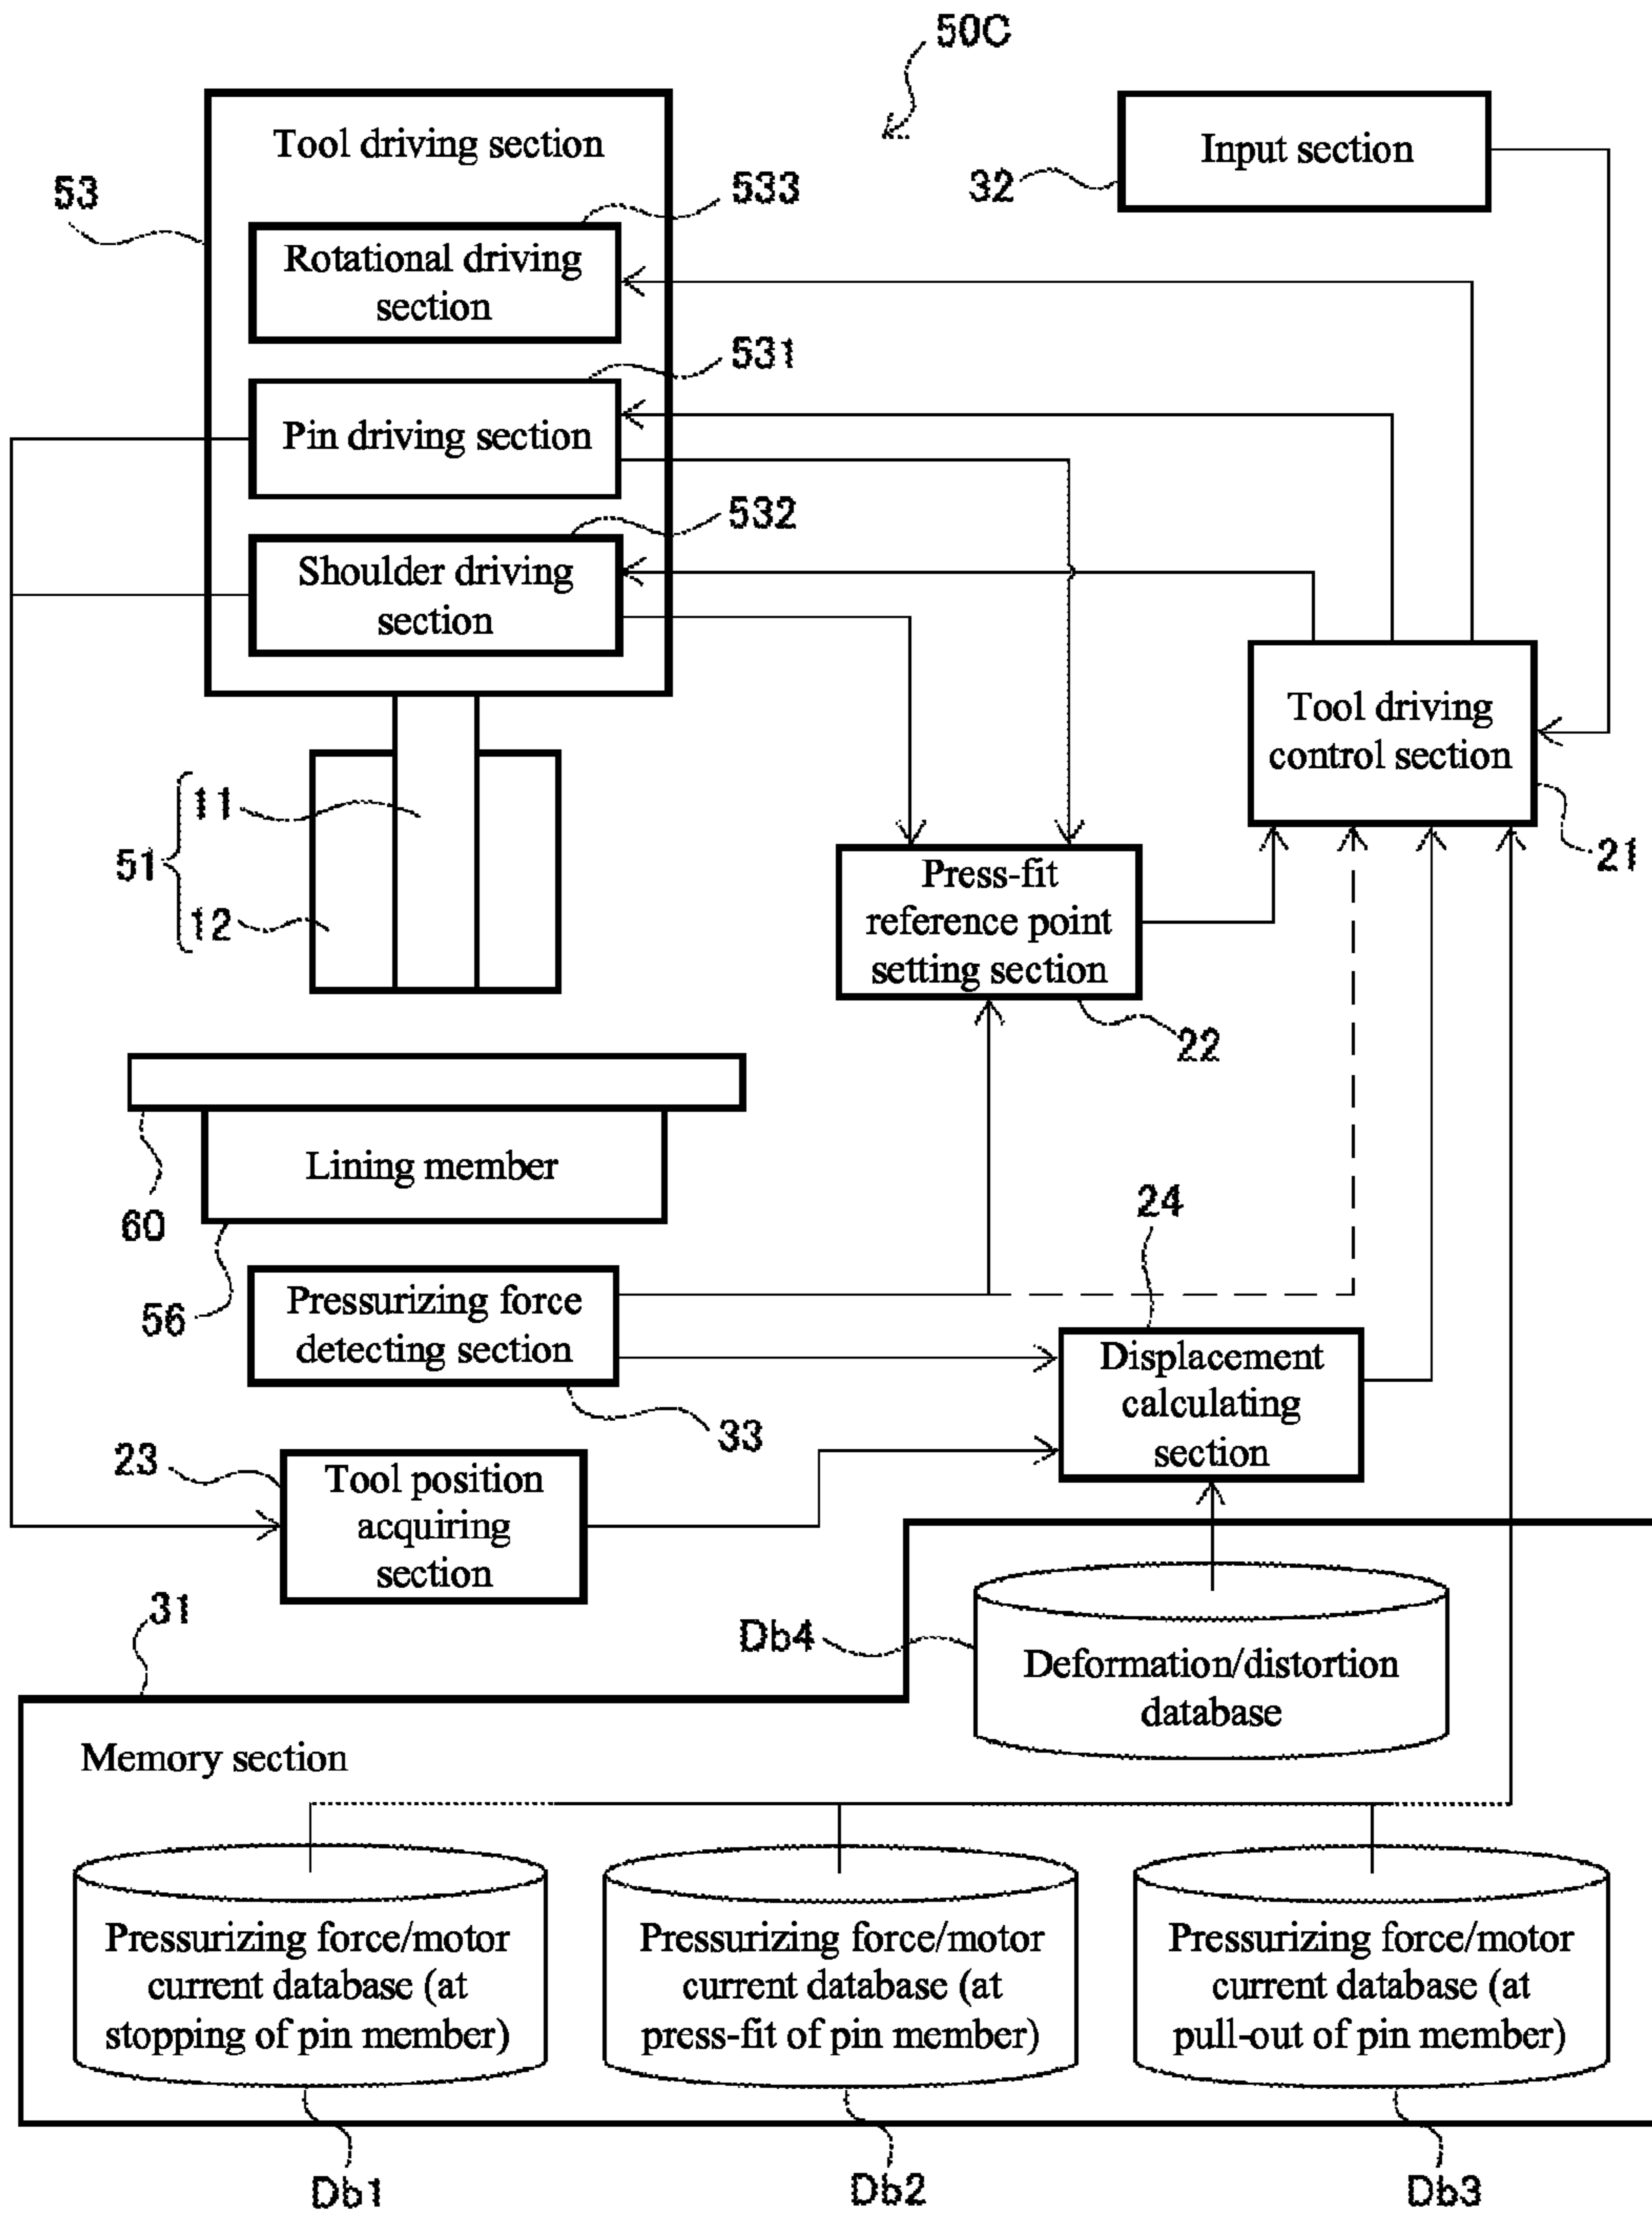 50C
Tool driving section
Input section
32
53
533
Rotational driving
section
531
Pin driving section
532
Shoulder driving
section
Tool driving
control section
21
51
11
12
Press-fit
reference point
setting section
22
Lining member
60
56
24
Pressurizing force
detecting section
33
Displacement
calculating
section
23
Tool position
acquiring
section
31
Db4
Deformation/distortion
database
Memory section
Pressurizing force/motor
current database (at
stopping of pin member)
Pressurizing force/motor
current database (at
press-fit of pin member)
Pressurizing force/motor
current database (at
pull-out of pin member)
Db1
Db2
Db3